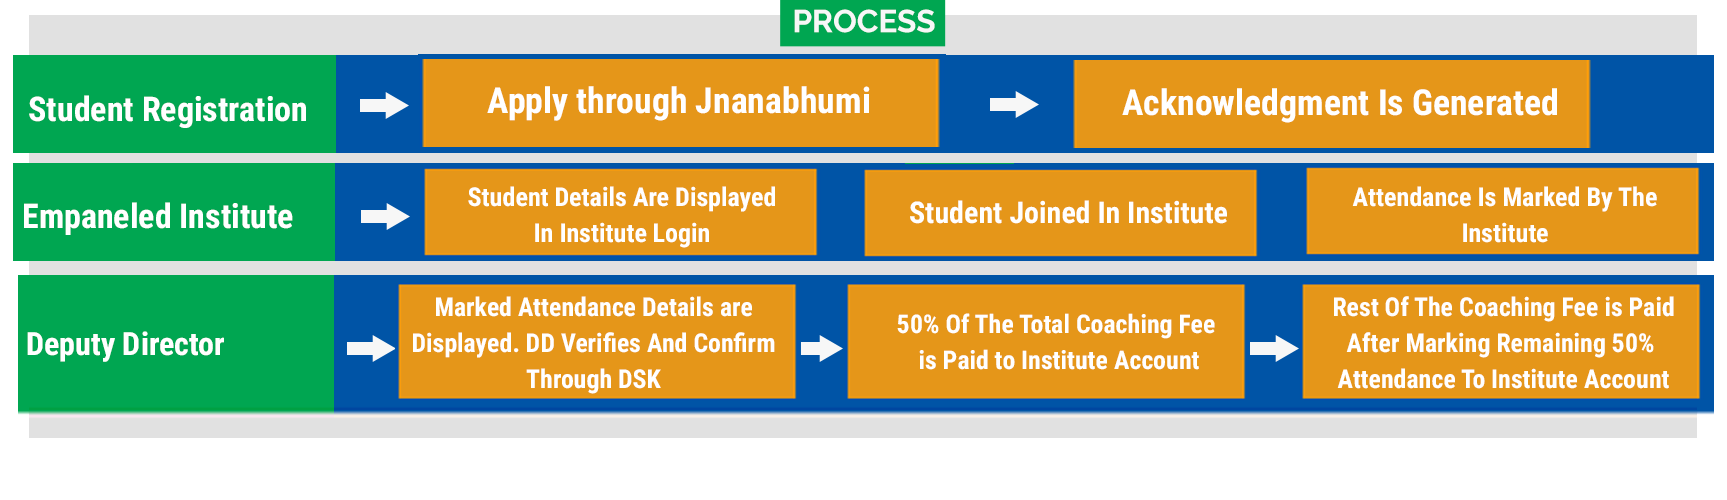 PROCESS
Student Registration
Apply through Jnanabhumi
Acknowledgment Is Generated
Empaneled Institute
Student Details Are Displayed
In Institute Login
Student Joined In Institute
Attendance Is Marked By The
Institute
Deputy Director
Marked Attendance Details are
Displayed. DD Verifies And Confirm
Through DSK
50% Of The Total Coaching Fee
is Paid to Institute Account
Rest Of The Coaching Fee is Paid
After Marking Remaining 50%
Attendance To Institute Account